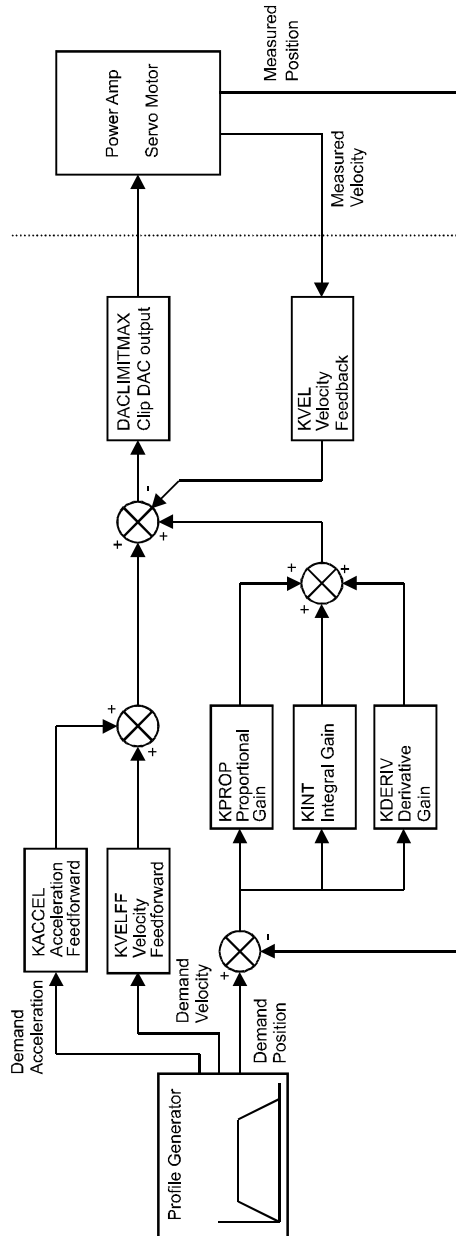 Profile Generator
Demand
Acceleration
Demand
Velocity
Demand
Position
KACCEL
Acceleration
Feedforward
KVELFF
Velocity
Feedforward
+
+
+
-
KPROP
Proportional
Gain
KINT
Integral Gain
KDERIV
Derivative
Gain
+
+
+
+
+
-
DACLIMITMAX
Clip DAC output
KVEL
Velocity
Feedback
Power Amp
Servo Motor
Measured
Velocity
Measured
Position